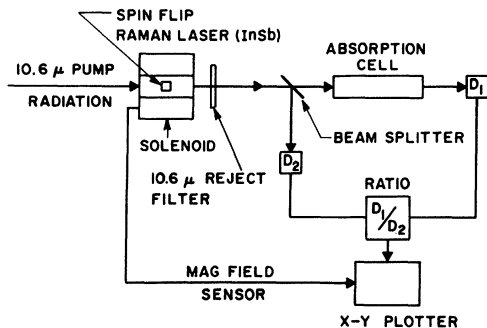 SPIN FLIP
RAMAN LASER (InSb)
10.6 μ PUMP
RADIATION
SOLENOID
10.6 μ REJECT
FILTER
ABSORPTION
CELL
D1
BEAM SPLITTER
D2
RATIO
D1/D2
MAG FIELD
SENSOR
X-Y PLOTTER